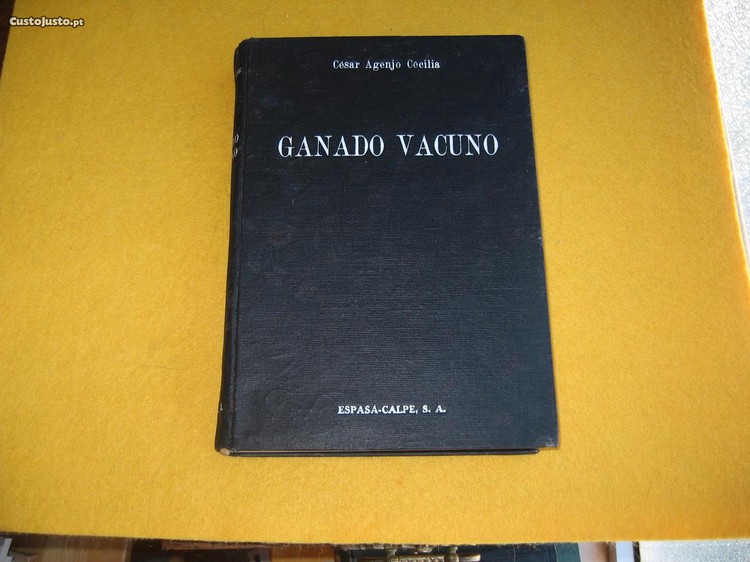 CustoJusto.pt
César Agenjo Cecilia
GANADO VACUNO
ESPASA-CALPE, S. A.